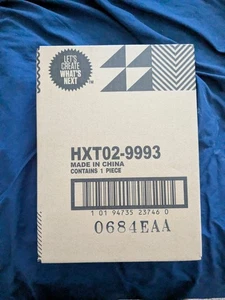 LET'S
CREATE
WHAT'S
NEXT
HXT02-9993
MADE IN CHINA
CONTAINS 1 PIECE
1 01 94735 23746 0
0684EAA